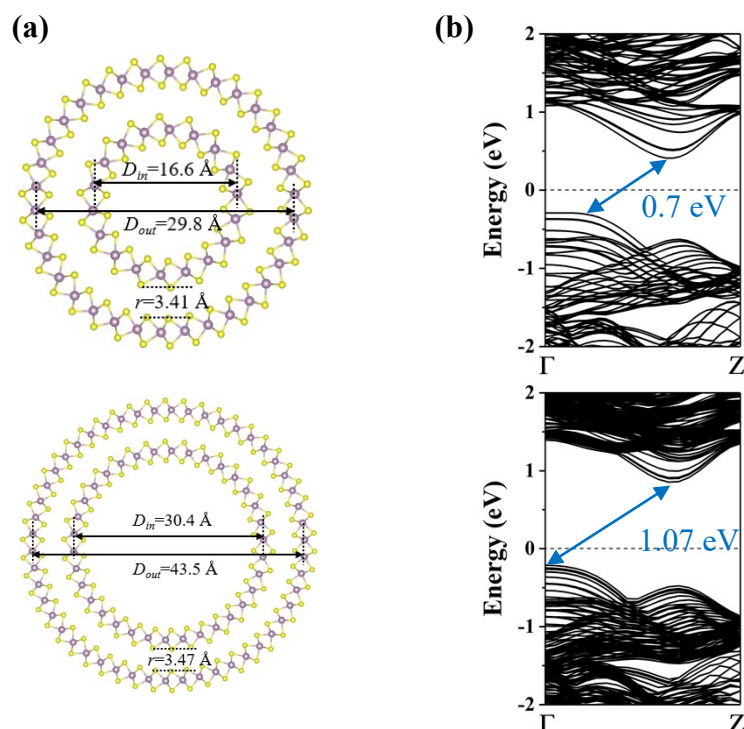 (a)
(b)
D_in=16.6 Å
D_out=29.8 Å
r=3.41 Å
Energy (eV)
2
1
0
-1
-2
0.7 eV
Γ
Z
D_in=30.4 Å
D_out=43.5 Å
r=3.47 Å
Energy (eV)
2
1
0
-1
-2
1.07 eV
Γ
Z